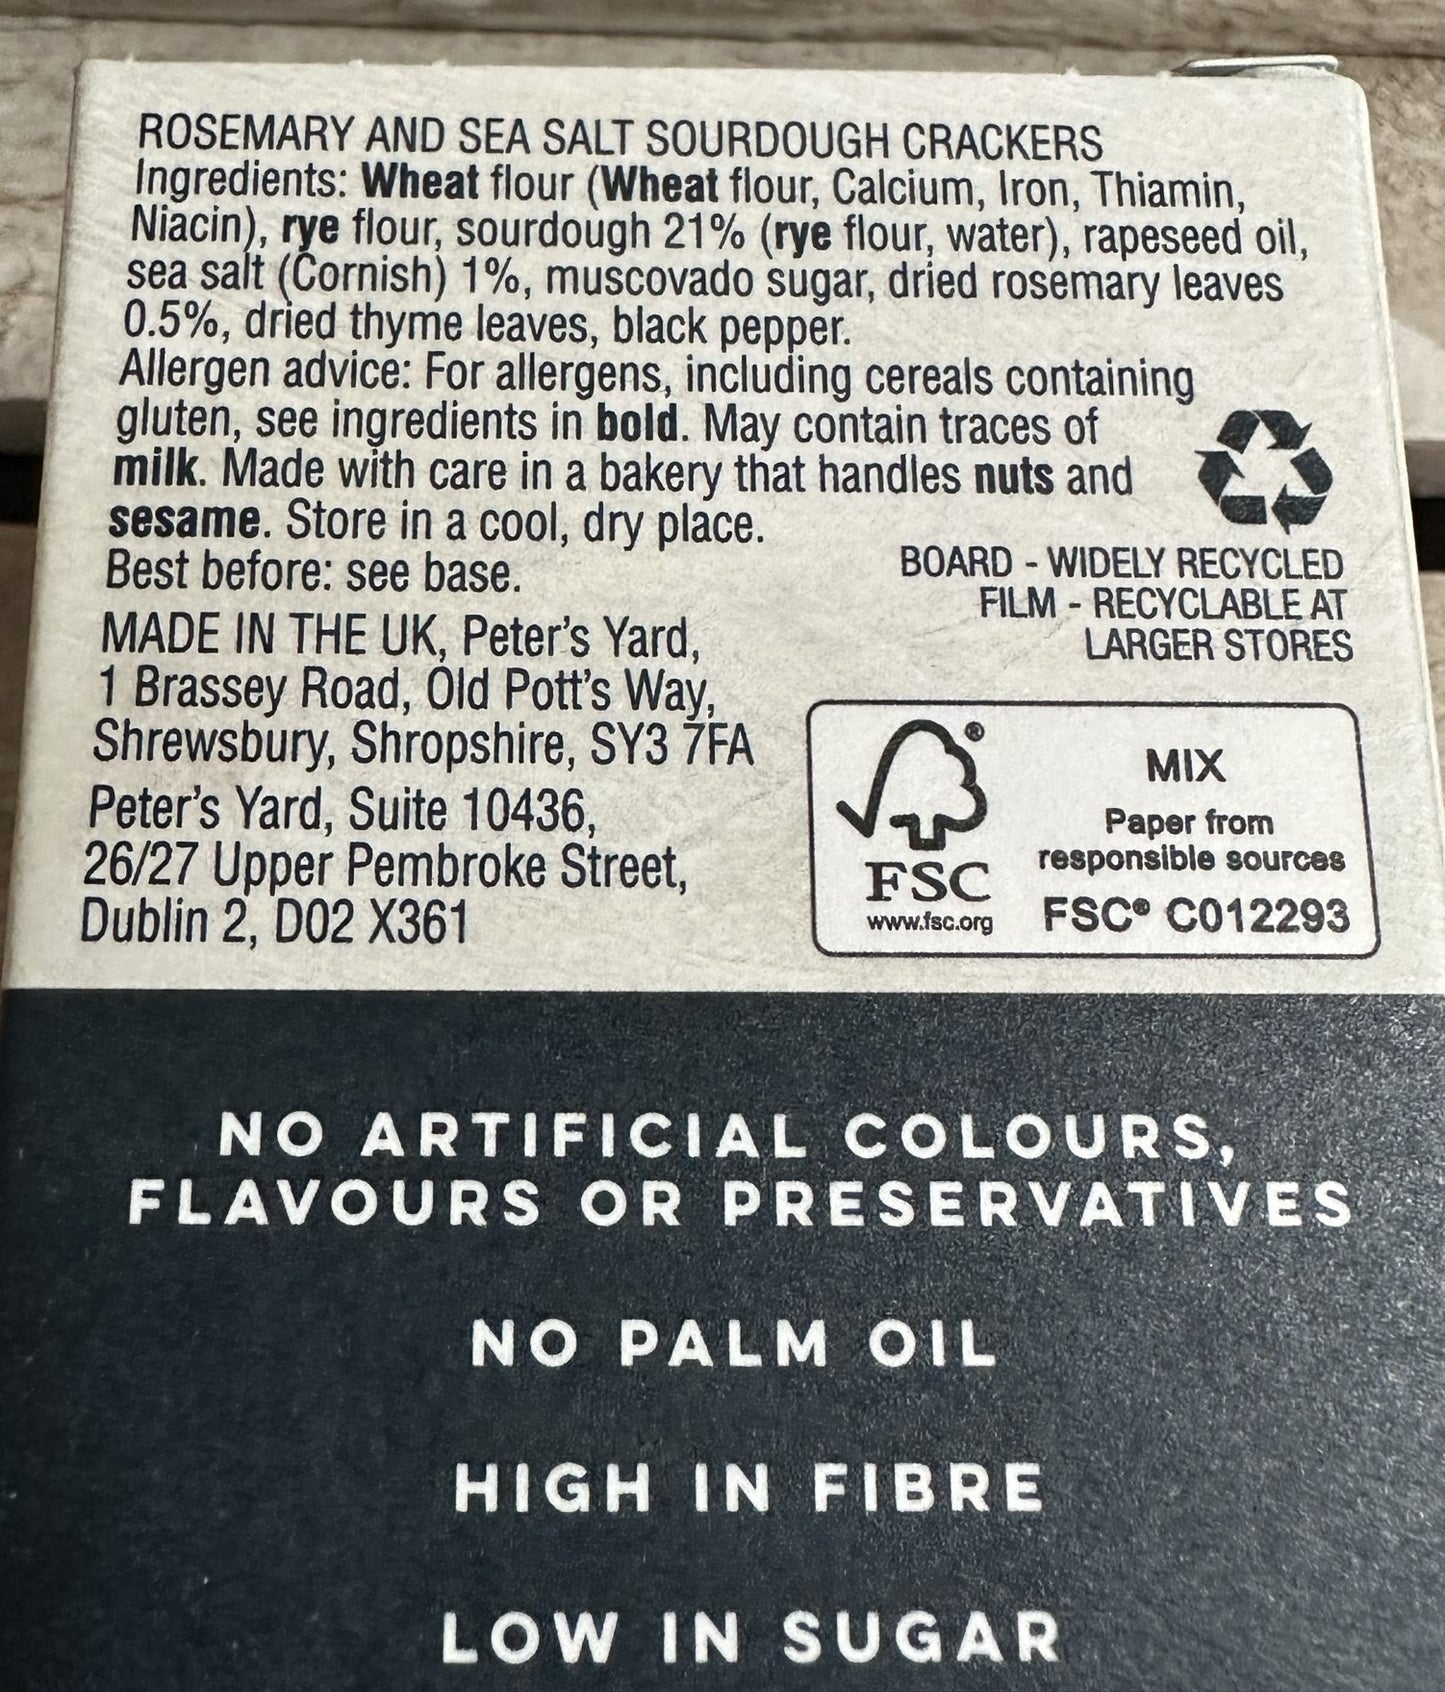 ROSEMARY AND SEA SALT SOURDOUGH CRACKERS
Ingredients: Wheat flour (Wheat flour, Calcium, Iron, Thiamin,
Niacin), rye flour, sourdough 21% (rye flour, water), rapeseed oil,
sea salt (Cornish) 1%, muscovado sugar, dried rosemary leaves
0.5%, dried thyme leaves, black pepper.
Allergen advice: For allergens, including cereals containing
gluten, see ingredients in bold. May contain traces of
milk. Made with care in a bakery that handles nuts and
sesame. Store in a cool, dry place.
Best before: see base.
BOARD - WIDELY RECYCLED
FILM - RECYCLABLE AT
LARGER STORES
MADE IN THE UK, Peter's Yard,
1 Brassey Road, Old Pott's Way,
Shrewsbury, Shropshire, SY3 7FA
Peter's Yard, Suite 10436,
26/27 Upper Pembroke Street,
Dublin 2, D02 X361
®
FSC
www.fsc.org
MIX
Paper from
responsible sources
FSC® C012293
NO ARTIFICIAL COLOURS,
FLAVOURS OR PRESERVATIVES
NO PALM OIL
HIGH IN FIBRE
LOW IN SUGAR